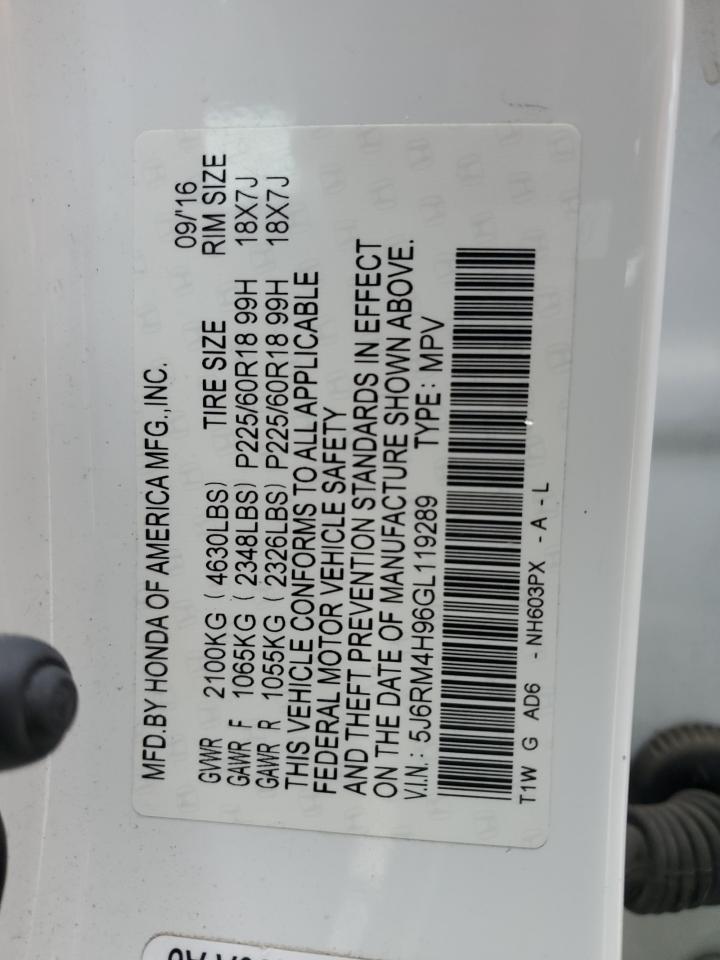 MFD.BY HONDA OF AMERICA MFG.,INC. 09/'16
GVWR 2100KG ( 4630LBS) TIRE SIZE RIM SIZE
GAWR F 1065KG ( 2348LBS) P225/60R18 99H 18X7J
GAWR R 1055KG ( 2326LBS) P225/60R18 99H 18X7J
THIS VEHICLE CONFORMS TO ALL APPLICABLE
FEDERAL MOTOR VEHICLE SAFETY
AND THEFT PREVENTION STANDARDS IN EFFECT
ON THE DATE OF MANUFACTURE SHOWN ABOVE.
V.I.N.: 5J6RM4H96GL119289 TYPE: MPV
T1W G AD6 - NH603PX - A - L